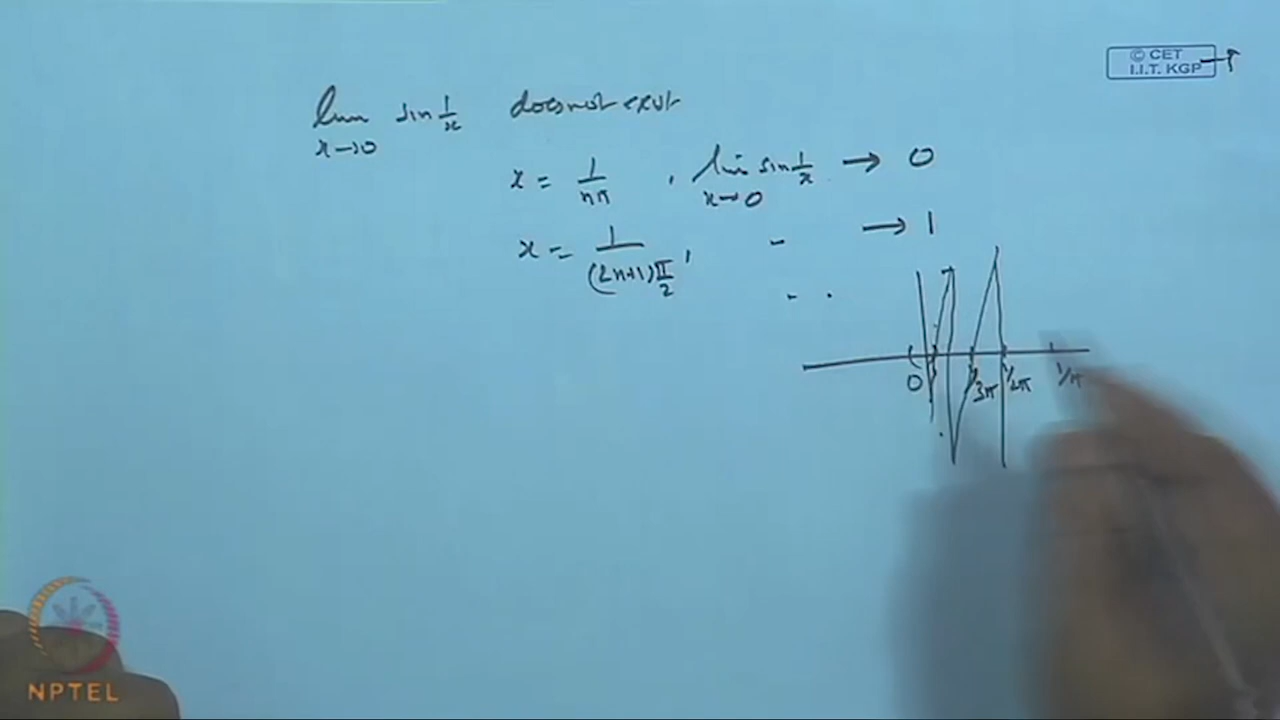 © CET
I.I.T. KGP
lim sin 1/x does not exist
x→0
x = 1/nπ , lim sin 1/x → 0
x→0
x = 1/(2n+1)π/2 , - → 1
- .
0 1/3π 1/2π 1/π
NPTEL